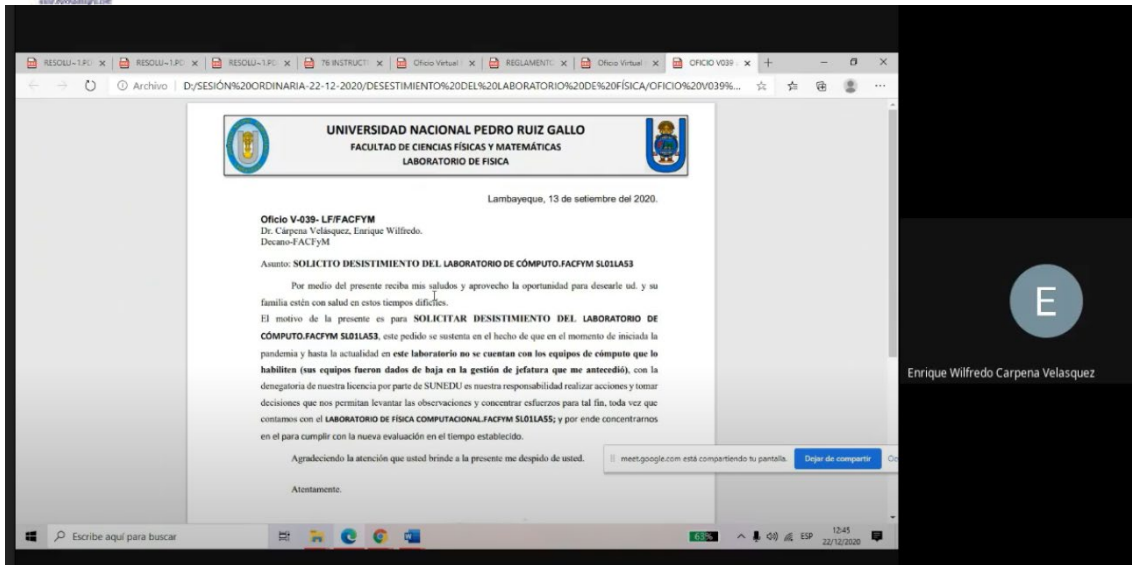 RESOLU~1.PD
RESOLU~1.PD
RESOLU~1.PD
76 INSTRUCTI
Oficio Virtual
REGLAMENTO
Oficio Virtual
OFICIO V039
Archivo
D:/SESIÓN%20ORDINARIA-22-12-2020/DESESTIMIENTO%20DEL%20LABORATORIO%20DE%20FÍSICA/OFICIO%20V039%...
UNIVERSIDAD NACIONAL PEDRO RUIZ GALLO
FACULTAD DE CIENCIAS FÍSICAS Y MATEMÁTICAS
LABORATORIO DE FISICA
Lambayeque, 13 de setiembre del 2020.
Oficio V-039- LF/FACFYM
Dr. Cárpena Velásquez, Enrique Wilfredo.
Decano-FACFyM
Asunto: SOLICITO DESISTIMIENTO DEL LABORATORIO DE CÓMPUTO.FACFYM SL01LA53
Por medio del presente reciba mis saludos y aprovecho la oportunidad para desearle ud. y su
familia estén con salud en estos tiempos difíciles.
El motivo de la presente es para SOLICITAR DESISTIMIENTO DEL LABORATORIO DE
CÓMPUTO.FACFYM SL01LA53, este pedido se sustenta en el hecho de que en el momento de iniciada la
pandemia y hasta la actualidad en este laboratorio no se cuentan con los equipos de cómputo que lo
habiliten (sus equipos fueron dados de baja en la gestión de jefatura que me antecedió), con la
denegatoria de nuestra licencia por parte de SUNEDU es nuestra responsabilidad realizar acciones y tomar
decisiones que nos permitan levantar las observaciones y concentrar esfuerzos para tal fin, toda vez que
contamos con el LABORATORIO DE FÍSICA COMPUTACIONAL.FACFYM SL01LA55; y por ende concentrarnos
en el para cumplir con la nueva evaluación en el tiempo establecido.
Agradeciendo la atención que usted brinde a la presente me despido de usted.
Atentamente.
meet.google.com está compartiendo tu pantalla.
Dejar de compartir
E
Enrique Wilfredo Carpena Velasquez
Escribe aquí para buscar
63%
ESP
12:45
22/12/2020